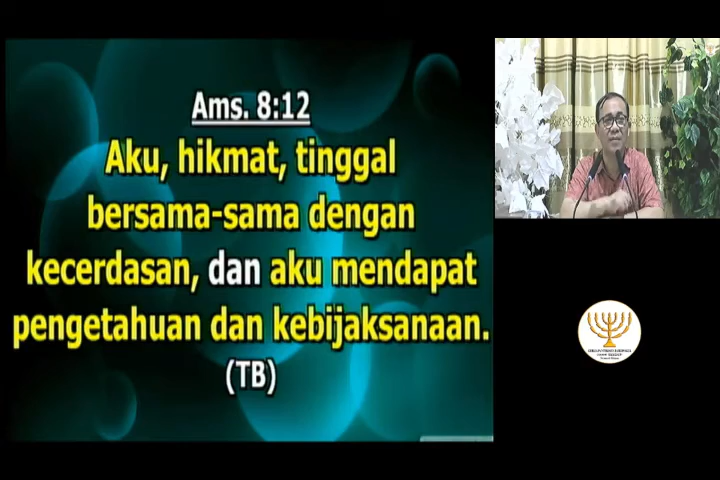 Ams. 8:12
Aku, hikmat, tinggal
bersama-sama dengan
kecerdasan, dan aku mendapat
pengetahuan dan kebijaksanaan.
(TB)